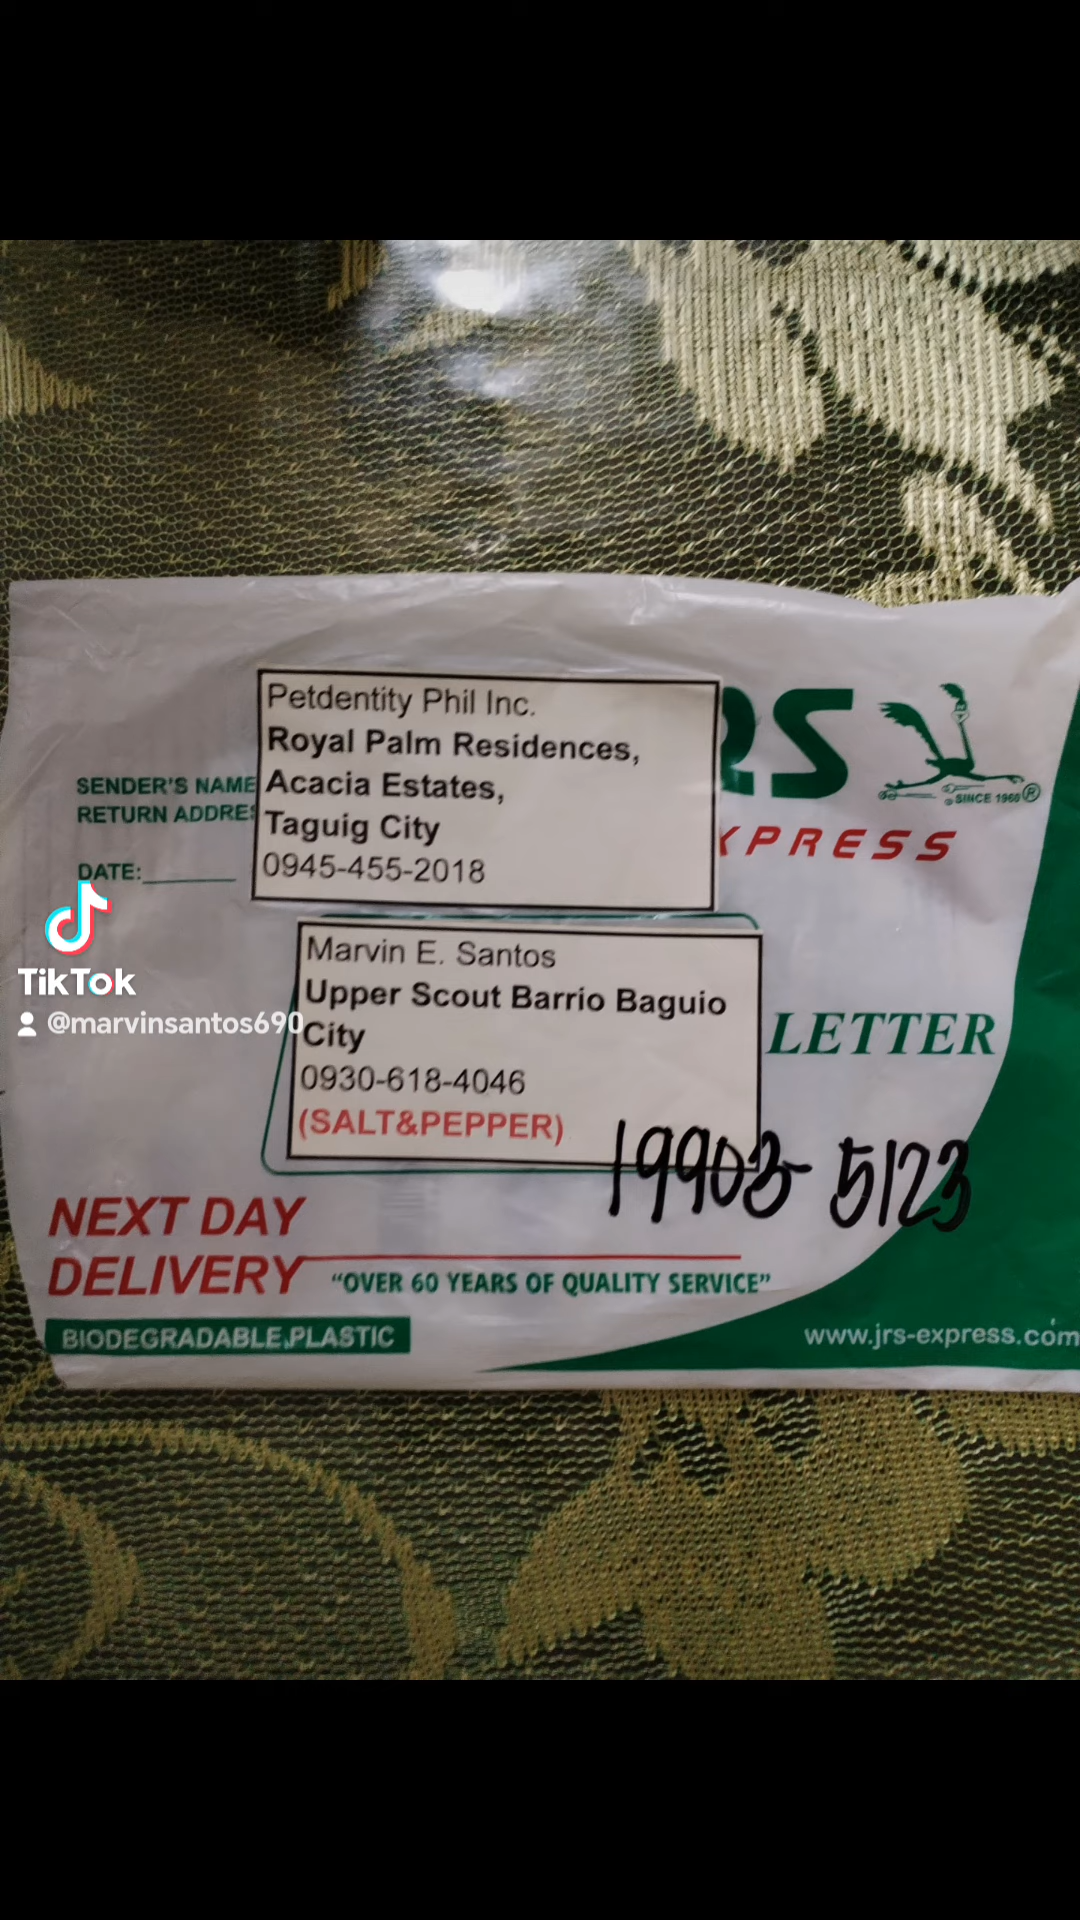 Petdentity Phil Inc.
Royal Palm Residences,
Acacia Estates,
Taguig City
0945-455-2018
SENDER'S NAME
RETURN ADDRES
DATE:
RS
SINCE 1960 ®
XPRESS
TikTok
@marvinsantos690
Marvin E. Santos
Upper Scout Barrio Baguio
City
0930-618-4046
(SALT&PEPPER)
LETTER
5123
NEXT DAY
DELIVERY
"OVER 60 YEARS OF QUALITY SERVICE"
BIODEGRADABLE PLASTIC
www.jrs-express.com